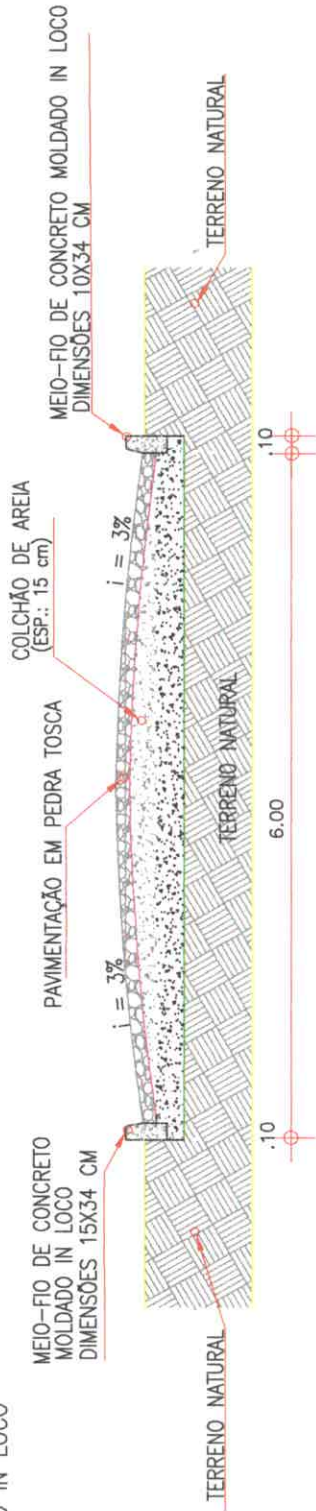 IN LOCO
MEIO-FIO DE CONCRETO
MOLDADO IN LOCO
DIMENSÕES 15X34 CM
PAVIMENTAÇÃO EM PEDRA TOSCA
COLCHÃO DE AREIA
(ESP.: 15 cm)
MEIO-FIO DE CONCRETO MOLDADO IN LOCO
DIMENSÕES 10X34 CM
i = 3%
i = 3%
TERRENO NATURAL
TERRENO NATURAL
TERRENO NATURAL
.10
6.00
.10